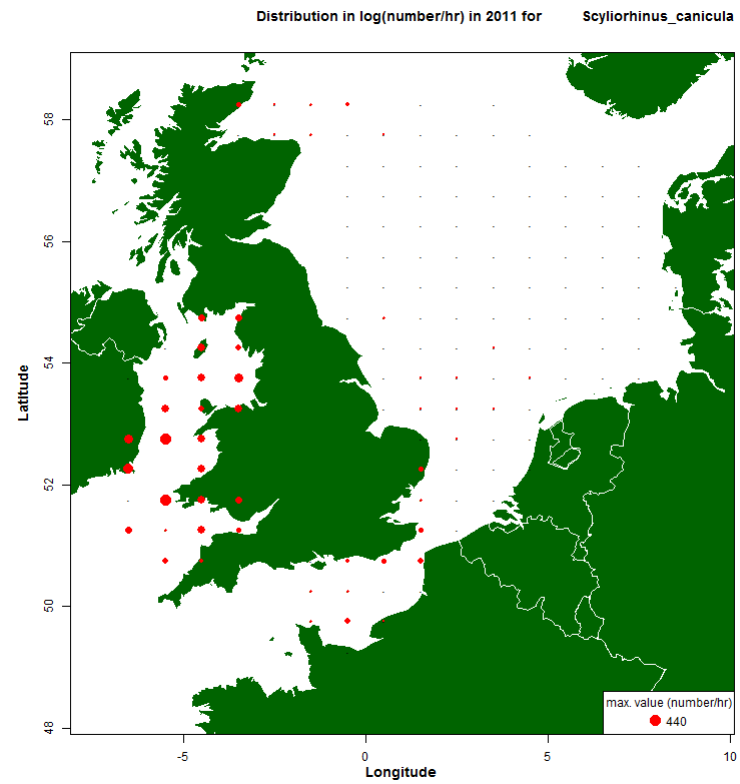 Distribution in log(number/hr) in 2011 for Scyliorhinus_canicula
Latitude
58
56
54
52
50
48
max. value (number/hr)
440
-5
0
5
10
Longitude